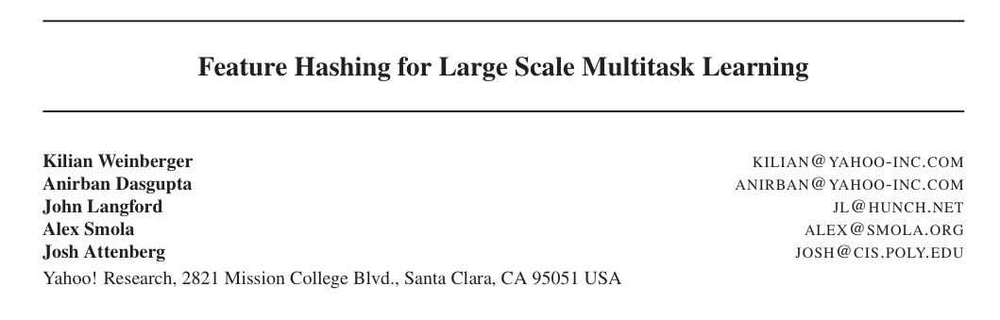 Feature Hashing for Large Scale Multitask Learning
Kilian Weinberger KILIAN@YAHOO-INC.COM
Anirban Dasgupta ANIRBAN@YAHOO-INC.COM
John Langford JL@HUNCH.NET
Alex Smola ALEX@SMOLA.ORG
Josh Attenberg JOSH@CIS.POLY.EDU
Yahoo! Research, 2821 Mission College Blvd., Santa Clara, CA 95051 USA